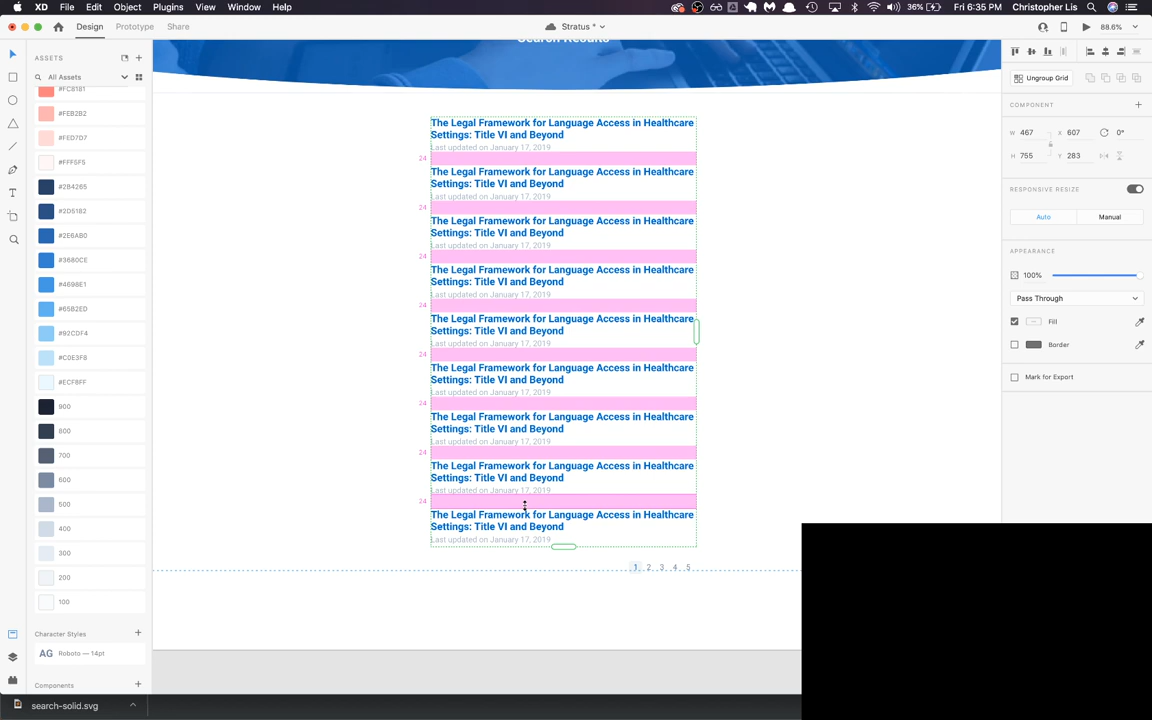 XD File Edit Object Plugins View Window Help
36% Fri 6:35 PM Christopher Lis
Design Prototype Share
Stratus *
88.6%
ASSETS
All Assets
#FC8181
#FEB2B2
#FED7D7
#FFF5F5
#2B4265
#2D5182
#2E6AB0
#3680CE
#4698E1
#65B2ED
#92CDF4
#C0E3F8
#ECF8FF
900
800
700
600
500
400
300
200
100
Character Styles
AG Roboto — 14pt
Components
search-solid.svg
Search Results
The Legal Framework for Language Access in Healthcare
Settings: Title VI and Beyond
Last updated on January 17, 2019
24
The Legal Framework for Language Access in Healthcare
Settings: Title VI and Beyond
Last updated on January 17, 2019
24
The Legal Framework for Language Access in Healthcare
Settings: Title VI and Beyond
Last updated on January 17, 2019
24
The Legal Framework for Language Access in Healthcare
Settings: Title VI and Beyond
Last updated on January 17, 2019
24
The Legal Framework for Language Access in Healthcare
Settings: Title VI and Beyond
Last updated on January 17, 2019
24
The Legal Framework for Language Access in Healthcare
Settings: Title VI and Beyond
Last updated on January 17, 2019
24
The Legal Framework for Language Access in Healthcare
Settings: Title VI and Beyond
Last updated on January 17, 2019
24
The Legal Framework for Language Access in Healthcare
Settings: Title VI and Beyond
Last updated on January 17, 2019
24
The Legal Framework for Language Access in Healthcare
Settings: Title VI and Beyond
Last updated on January 17, 2019
1 2 3 4 5
Ungroup Grid
COMPONENT
W 467 X 607 0°
H 755 Y 283
RESPONSIVE RESIZE
Auto Manual
APPEARANCE
100%
Pass Through
Fill
Border
Mark for Export